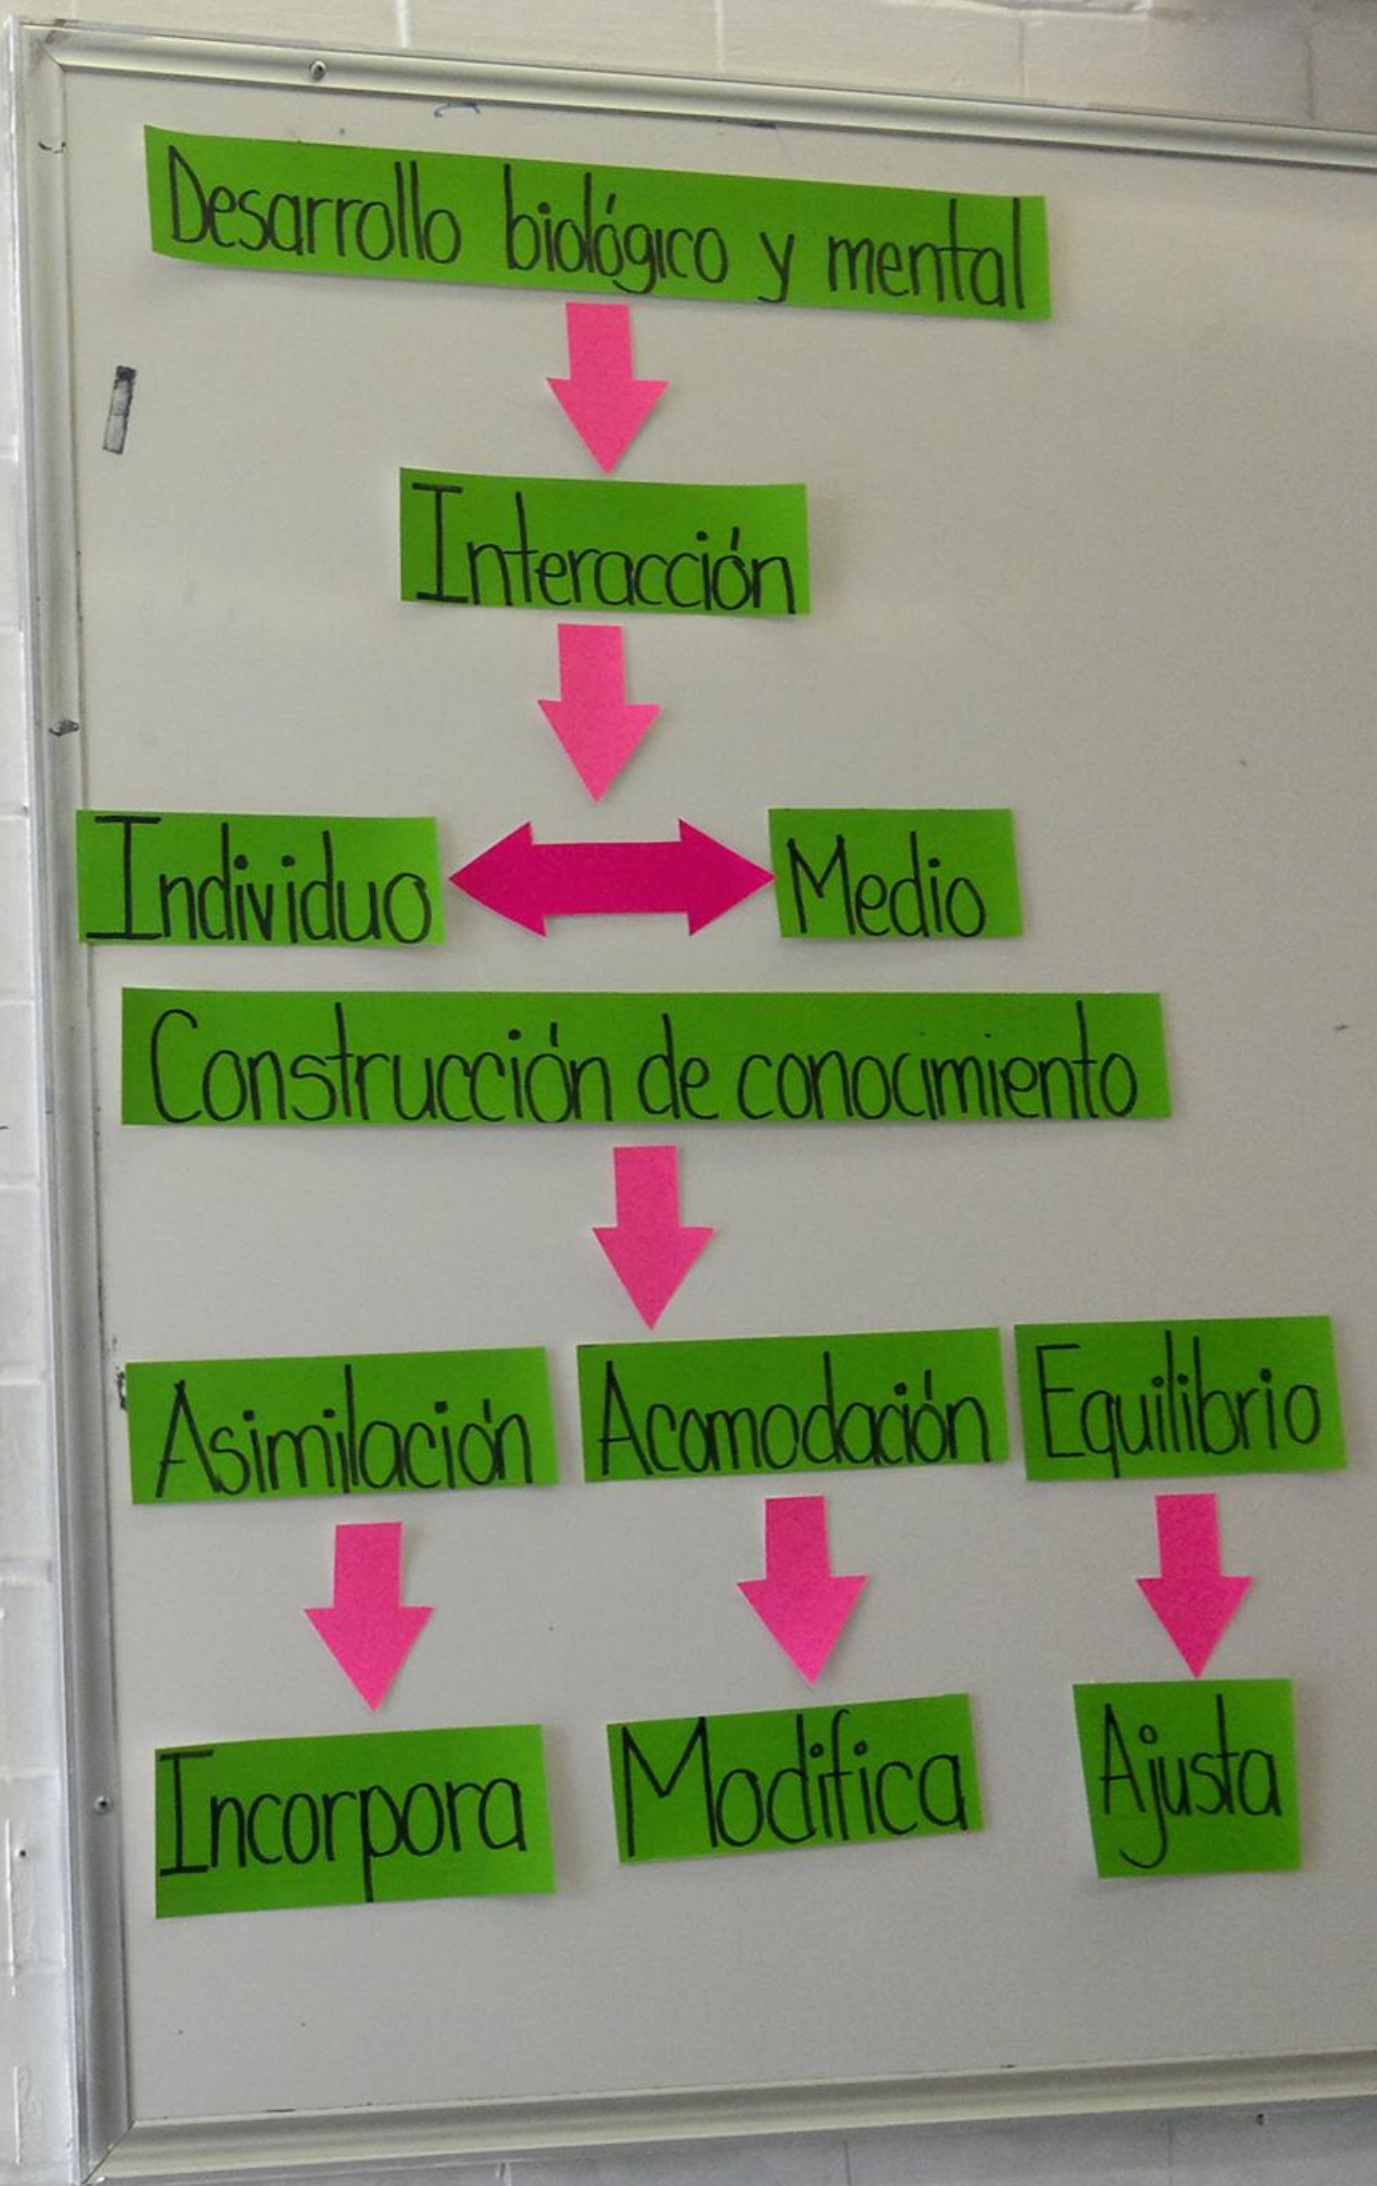 Desarrollo biológico y mental
Interacción
Individuo Medio
Construcción de conocimiento
Asimilación Acomodación Equilibrio
Incorpora Modifica Ajusta